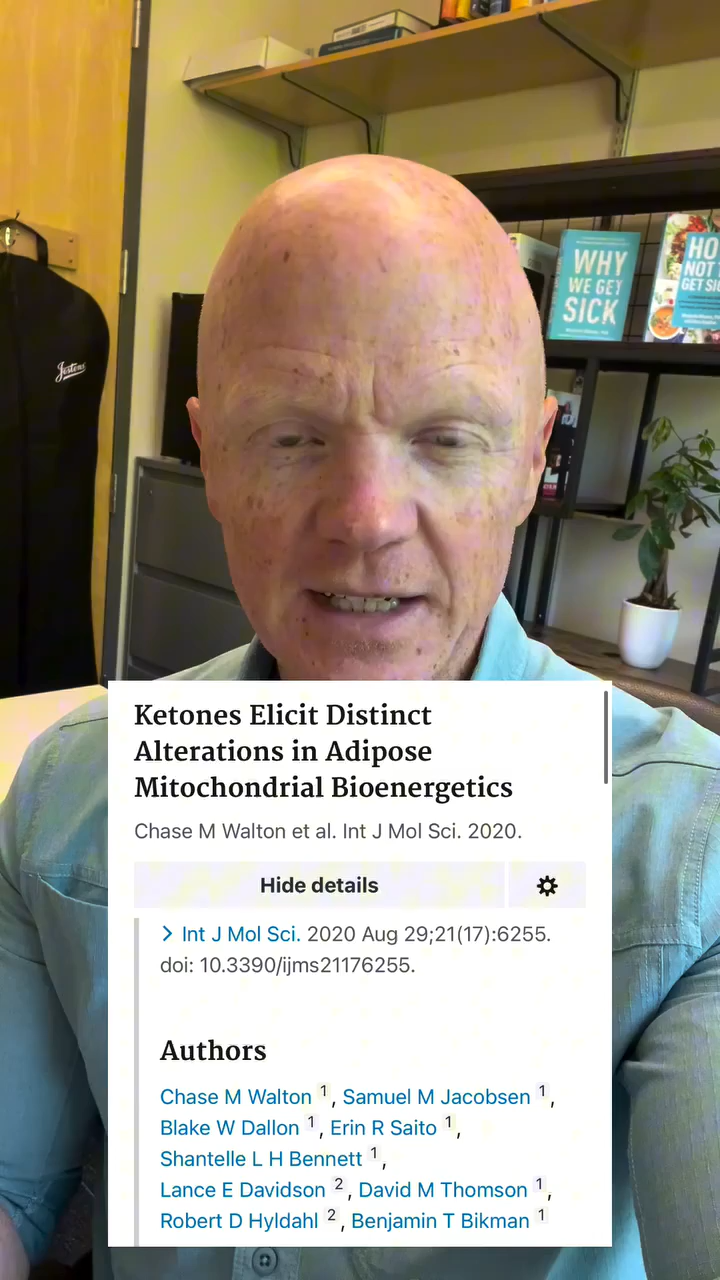 Jostens
WHY
WE GET
SICK
HO
NOT
GET SI
Ketones Elicit Distinct
Alterations in Adipose
Mitochondrial Bioenergetics
Chase M Walton et al. Int J Mol Sci. 2020.
Hide details
> Int J Mol Sci. 2020 Aug 29;21(17):6255.
doi: 10.3390/ijms21176255.
Authors
Chase M Walton 1, Samuel M Jacobsen 1,
Blake W Dallon 1, Erin R Saito 1,
Shantelle L H Bennett 1,
Lance E Davidson 2, David M Thomson 1,
Robert D Hyldahl 2, Benjamin T Bikman 1